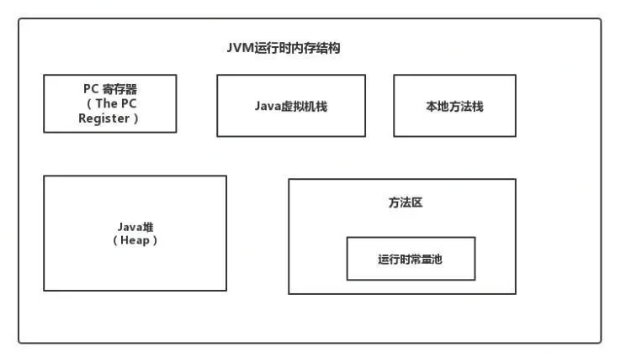 JVM运行时内存结构
PC 寄存器
（The PC
Register）
Java虚拟机栈
本地方法栈
Java堆
（Heap）
方法区
运行时常量池